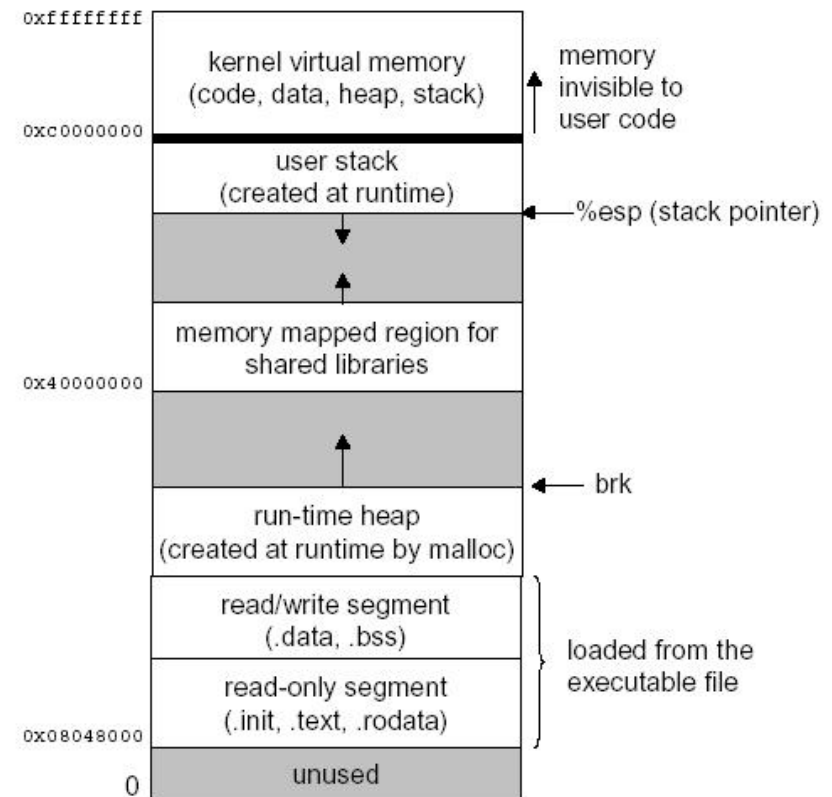 0xffffffff
kernel virtual memory
(code, data, heap, stack)
memory
invisible to
user code
0xc0000000
user stack
(created at runtime)
%esp (stack pointer)
memory mapped region for
shared libraries
0x40000000
brk
run-time heap
(created at runtime by malloc)
read/write segment
(.data, .bss)
loaded from the
executable file
read-only segment
(.init, .text, .rodata)
0x08048000
unused
0